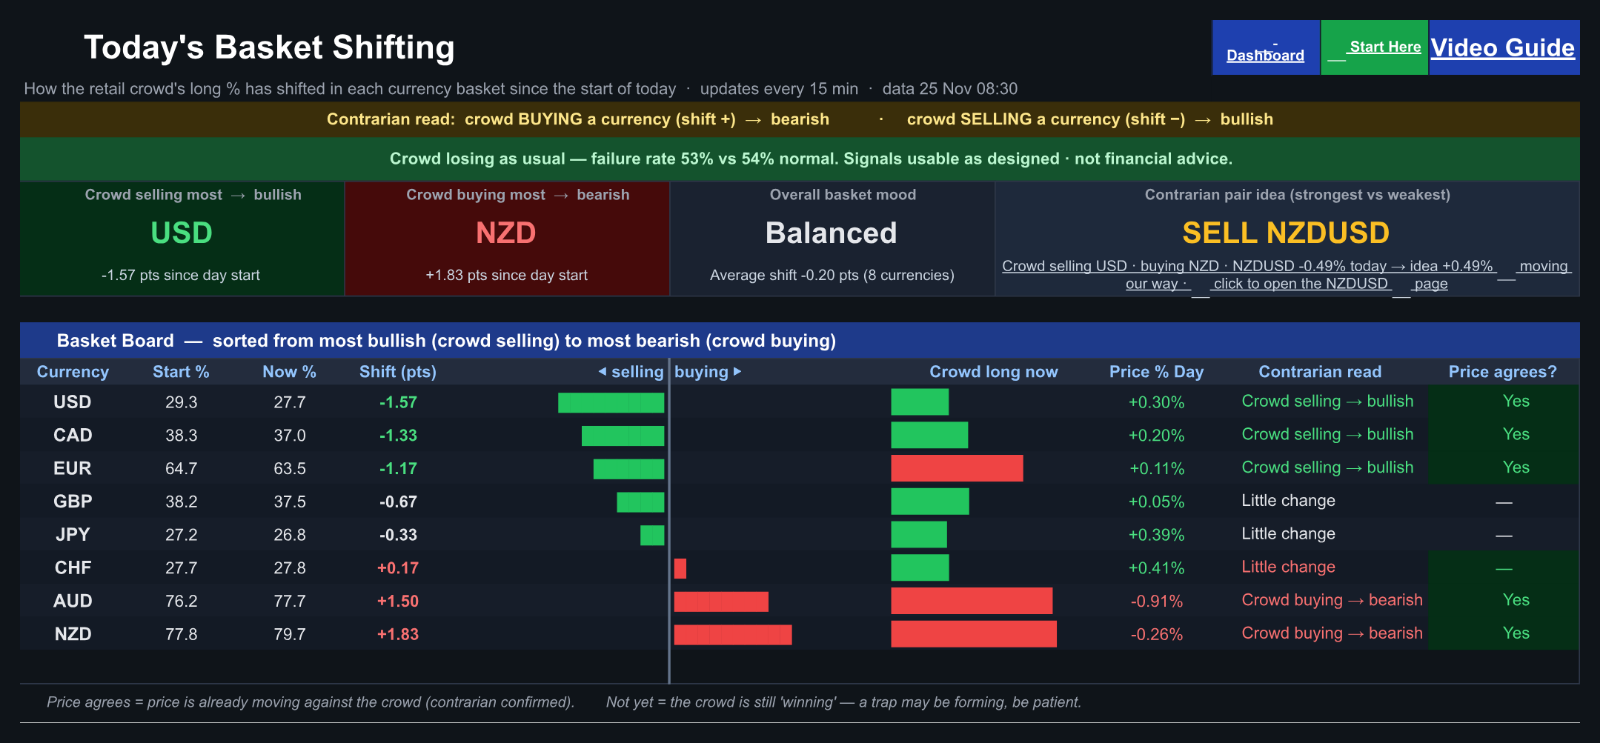 Today's Basket Shifting
Dashboard
Start Here
Video Guide
How the retail crowd's long % has shifted in each currency basket since the start of today · updates every 15 min · data 25 Nov 08:30
Contrarian read: crowd BUYING a currency (shift +) → bearish · crowd SELLING a currency (shift −) → bullish
Crowd losing as usual — failure rate 53% vs 54% normal. Signals usable as designed · not financial advice.
Crowd selling most → bullish
USD
-1.57 pts since day start
Crowd buying most → bearish
NZD
+1.83 pts since day start
Overall basket mood
Balanced
Average shift -0.20 pts (8 currencies)
Contrarian pair idea (strongest vs weakest)
SELL NZDUSD
Crowd selling USD · buying NZD · NZDUSD -0.49% today → idea +0.49% moving
our way · click to open the NZDUSD page
Basket Board — sorted from most bullish (crowd selling) to most bearish (crowd buying)
Currency Start % Now % Shift (pts) ◂ selling buying ▸ Crowd long now Price % Day Contrarian read Price agrees?
USD 29.3 27.7 -1.57 +0.30% Crowd selling → bullish Yes
CAD 38.3 37.0 -1.33 +0.20% Crowd selling → bullish Yes
EUR 64.7 63.5 -1.17 +0.11% Crowd selling → bullish Yes
GBP 38.2 37.5 -0.67 +0.05% Little change —
JPY 27.2 26.8 -0.33 +0.39% Little change —
CHF 27.7 27.8 +0.17 +0.41% Little change —
AUD 76.2 77.7 +1.50 -0.91% Crowd buying → bearish Yes
NZD 77.8 79.7 +1.83 -0.26% Crowd buying → bearish Yes
Price agrees = price is already moving against the crowd (contrarian confirmed). Not yet = the crowd is still 'winning' — a trap may be forming, be patient.